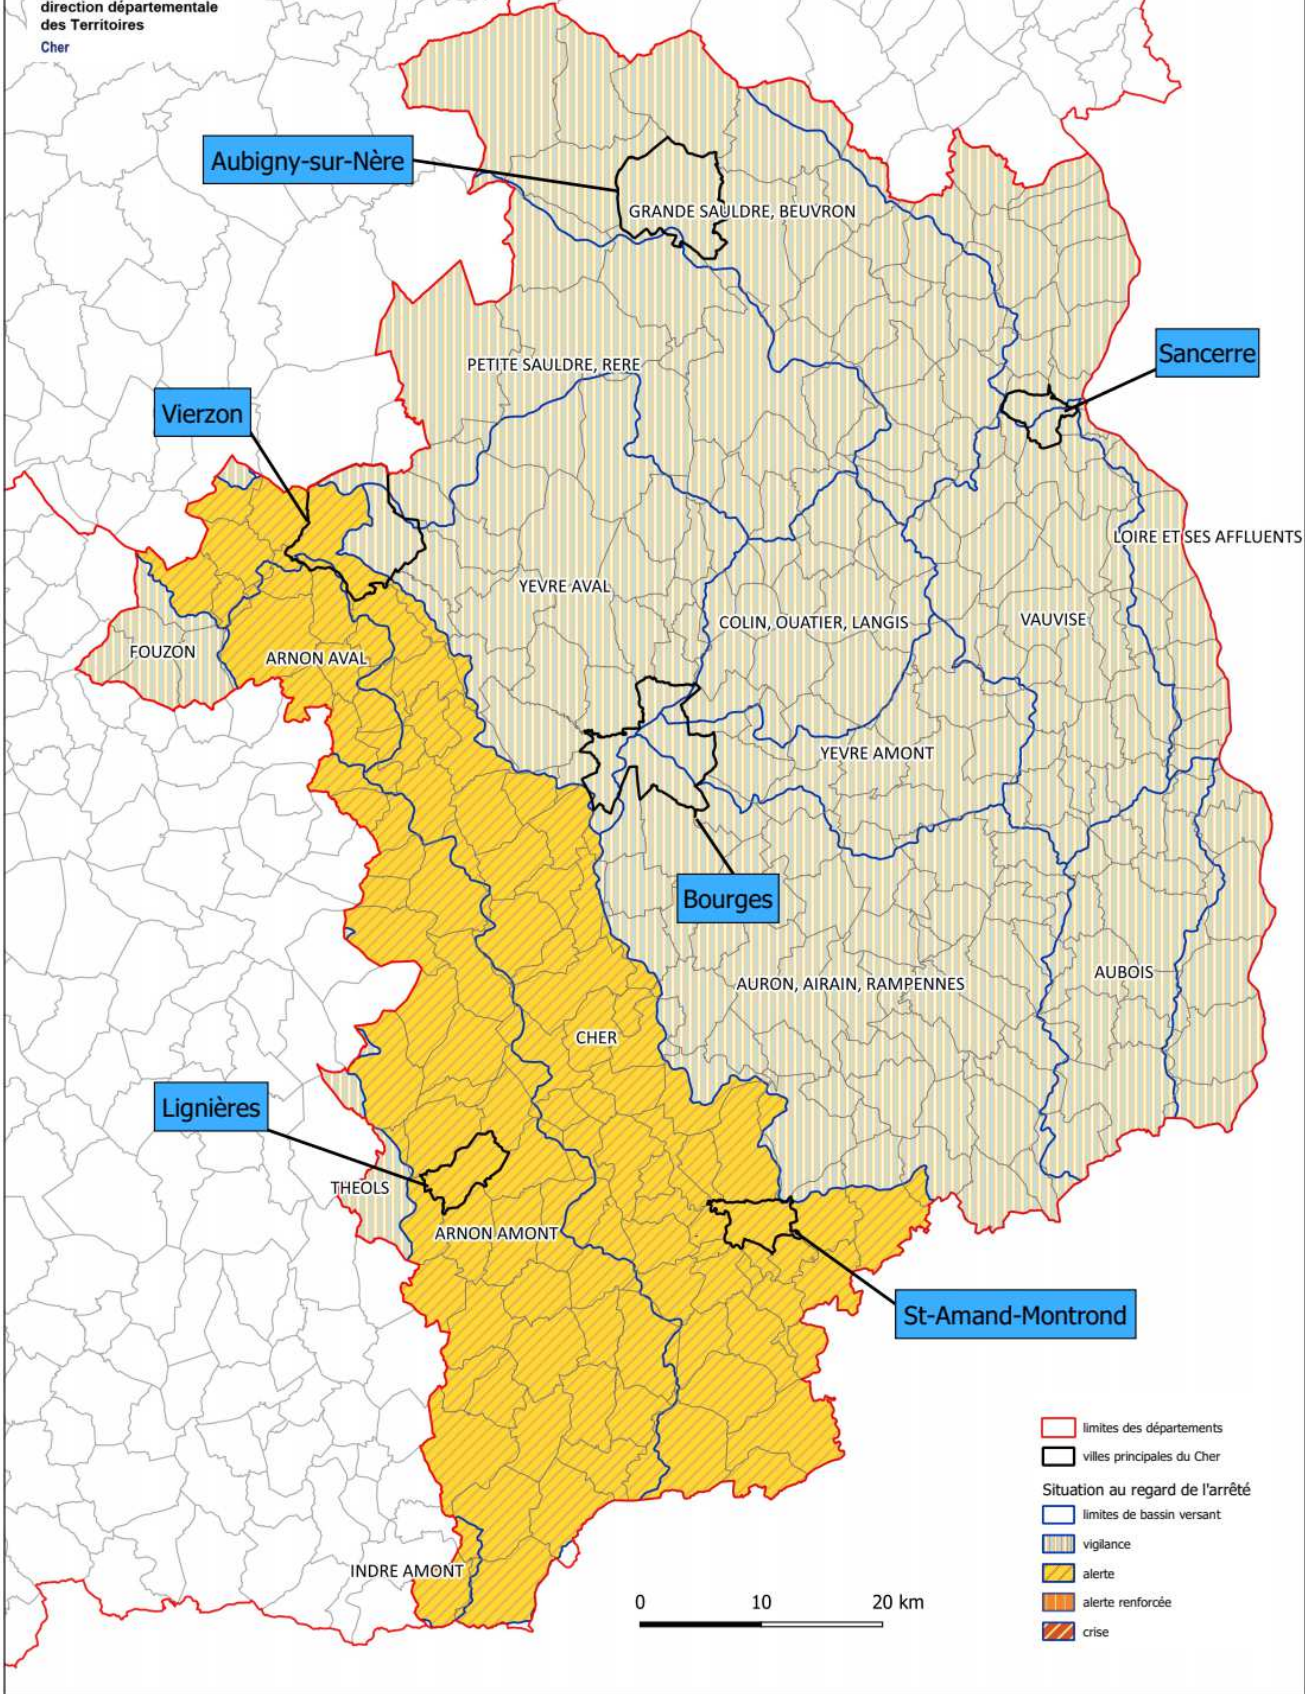 direction départementale
des Territoires
Cher
Aubigny-sur-Nère
GRANDE SAULDRE, BEUVRON
Sancerre
PETITE SAULDRE, RERE
Vierzon
LOIRE ET SES AFFLUENTS
YEVRE AVAL
COLIN, OUATIER, LANGIS
VAUVISE
FOUZON
ARNON AVAL
YEVRE AMONT
Bourges
AUBOIS
AURON, AIRAIN, RAMPENNES
CHER
Lignières
THEOLS
ARNON AMONT
St-Amand-Montrond
limites des départements
villes principales du Cher
Situation au regard de l'arrêté
limites de bassin versant
vigilance
alerte
alerte renforcée
crise
INDRE AMONT
0 10 20 km